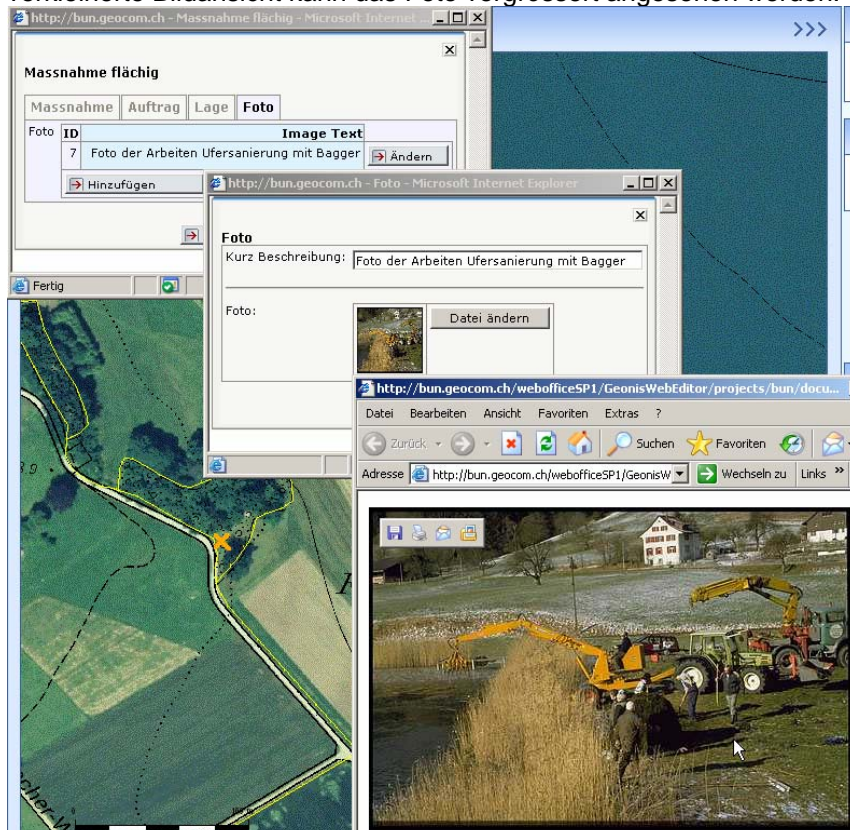 verkleinerte Bildansicht kann das Foto vergrössert angesehen werden.
http://bun.geocom.ch - Massnahme flächig - Microsoft Internet ...
>>>
Massnahme flächig
Massnahme Auftrag Lage Foto
Foto ID Image Text
7 Foto der Arbeiten Ufersanierung mit Bagger Ändern
Hinzufügen
Fertig
http://bun.geocom.ch - Foto - Microsoft Internet Explorer
Foto
Kurz Beschreibung: Foto der Arbeiten Ufersanierung mit Bagger
Foto: Datei ändern
http://bun.geocom.ch/webofficeSP1/GeonisWebEditor/projects/bun/docu...
Datei Bearbeiten Ansicht Favoriten Extras ?
Zurück Suchen Favoriten
Adresse http://bun.geocom.ch/webofficeSP1/GeonisW Wechseln zu Links »